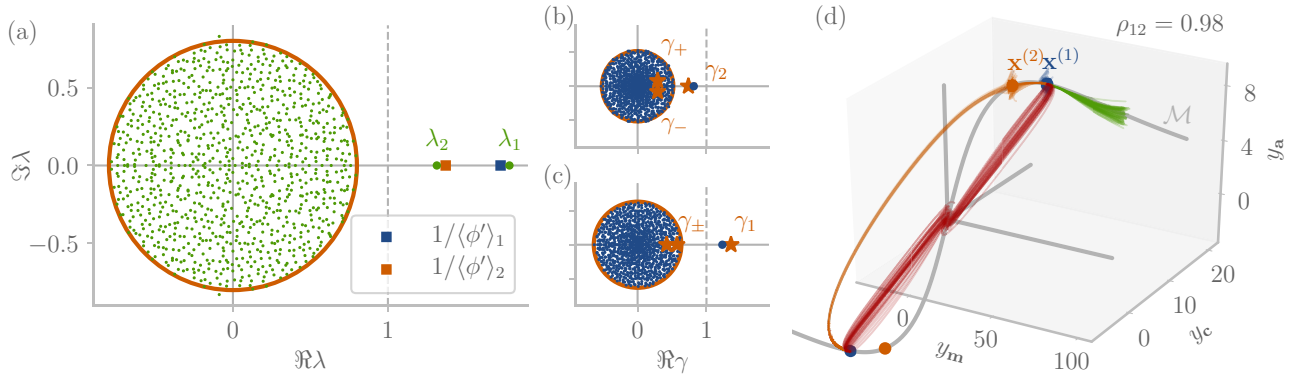 (a)
ℑλ
0.5
0.0
−0.5
λ₂
λ₁
1/⟨ϕ′⟩₁
1/⟨ϕ′⟩₂
0
1
ℜλ
(b)
γ₊
γ₂
γ₋
(c)
γ±
γ₁
0
1
ℜγ
(d)
ρ₁₂ = 0.98
x⁽²⁾ x⁽¹⁾
ℳ
8
4
0
yₐ
20
10
0
y_c
0
50
100
yₘ